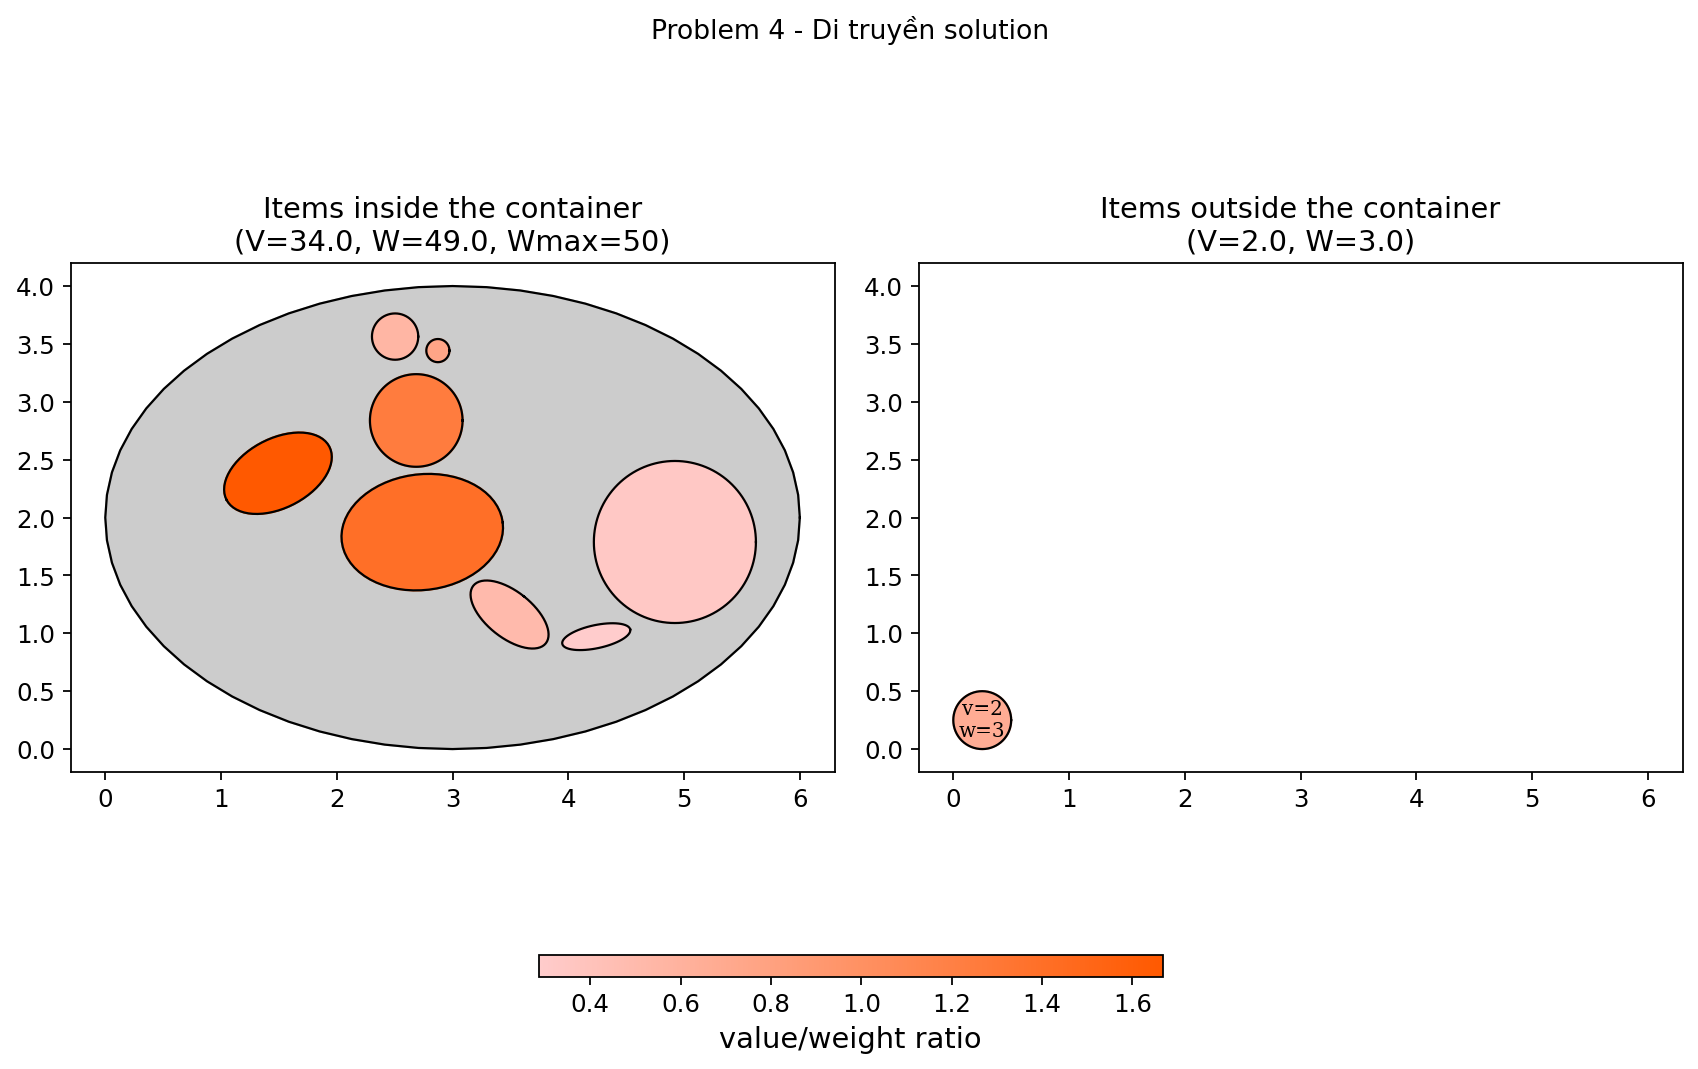 Problem 4 - Di truyền solution
Items inside the container
(V=34.0, W=49.0, Wmax=50)
4.0
3.5
3.0
2.5
2.0
1.5
1.0
0.5
0.0
0 1 2 3 4 5 6
Items outside the container
(V=2.0, W=3.0)
4.0
3.5
3.0
2.5
2.0
1.5
1.0
0.5
0.0
v=2
w=3
0 1 2 3 4 5 6
0.4 0.6 0.8 1.0 1.2 1.4 1.6
value/weight ratio